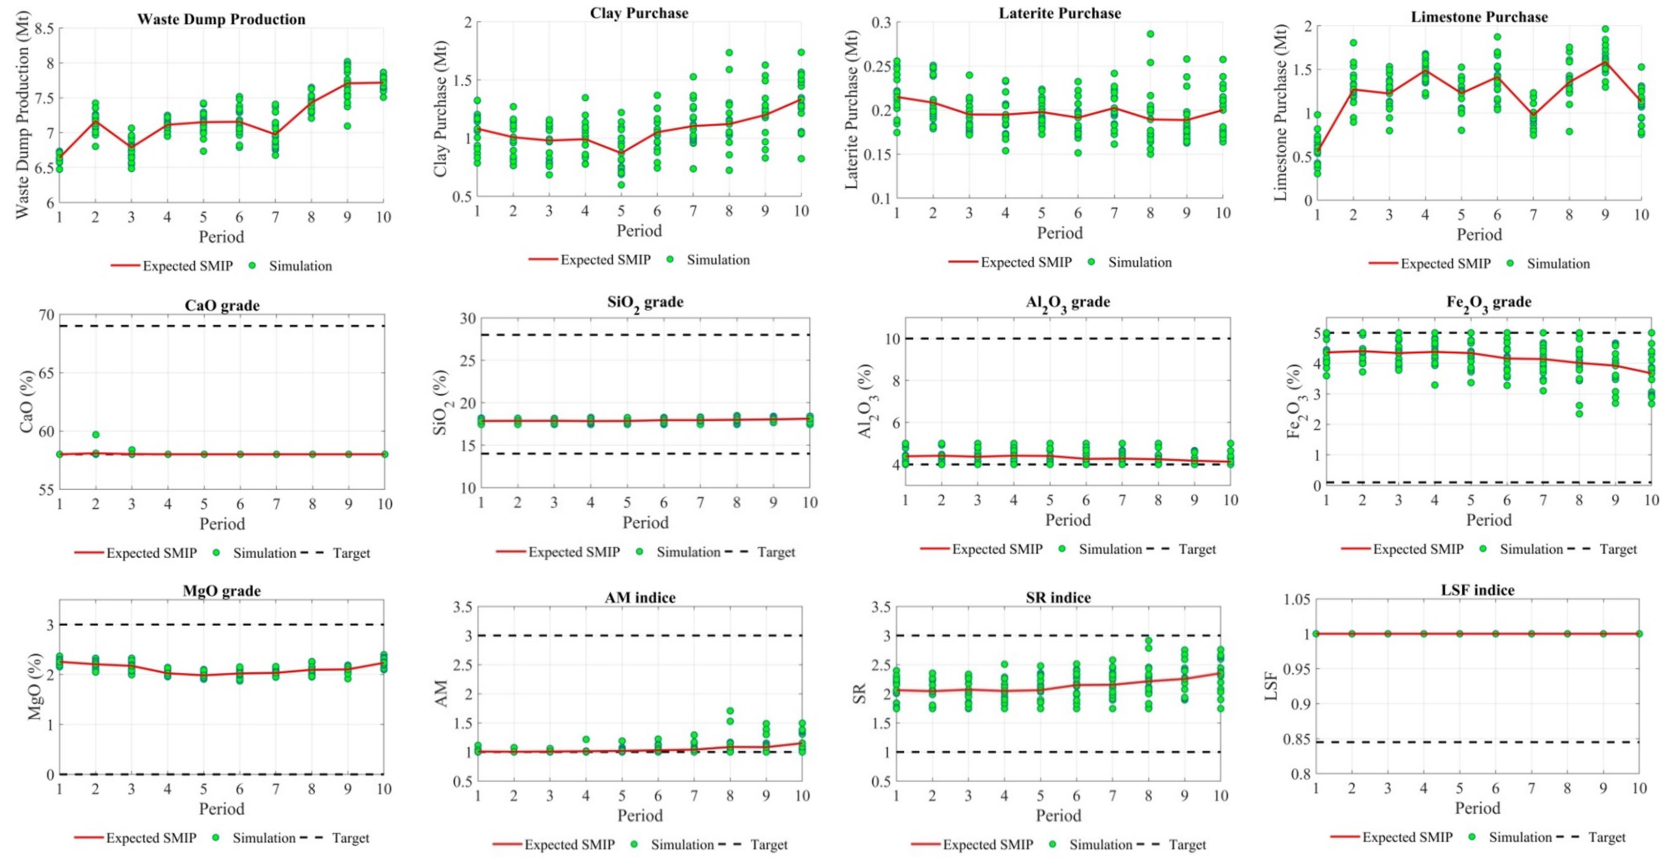 Waste Dump Production
Waste Dump Production (Mt)
8.5
8
7.5
7
6.5
6
1 2 3 4 5 6 7 8 9 10
Period
Expected SMIP Simulation
Clay Purchase
Clay Purchase (Mt)
2
1.5
1
0.5
1 2 3 4 5 6 7 8 9 10
Period
Expected SMIP Simulation
Laterite Purchase
Laterite Purchase (Mt)
0.3
0.25
0.2
0.15
0.1
1 2 3 4 5 6 7 8 9 10
Period
Expected SMIP Simulation
Limestone Purchase
Limestone Purchase (Mt)
2
1.5
1
0.5
0
1 2 3 4 5 6 7 8 9 10
Period
Expected SMIP Simulation
CaO grade
CaO (%)
70
65
60
55
1 2 3 4 5 6 7 8 9 10
Period
Expected SMIP Simulation Target
SiO2 grade
SiO2 (%)
30
25
20
15
10
1 2 3 4 5 6 7 8 9 10
Period
Expected SMIP Simulation Target
Al2O3 grade
Al2O3 (%)
10
8
6
4
1 2 3 4 5 6 7 8 9 10
Period
Expected SMIP Simulation Target
Fe2O3 grade
Fe2O3 (%)
5
4
3
2
1
0
1 2 3 4 5 6 7 8 9 10
Period
Expected SMIP Simulation Target
MgO grade
MgO (%)
3
2
1
0
1 2 3 4 5 6 7 8 9 10
Period
Expected SMIP Simulation Target
AM indice
AM
3.5
3
2.5
2
1.5
1
0.5
1 2 3 4 5 6 7 8 9 10
Period
Expected SMIP Simulation Target
SR indice
SR
3.5
3
2.5
2
1.5
1
0.5
1 2 3 4 5 6 7 8 9 10
Period
Expected SMIP Simulation Target
LSF indice
LSF
1.05
1
0.95
0.9
0.85
0.8
1 2 3 4 5 6 7 8 9 10
Period
Expected SMIP Simulation Target